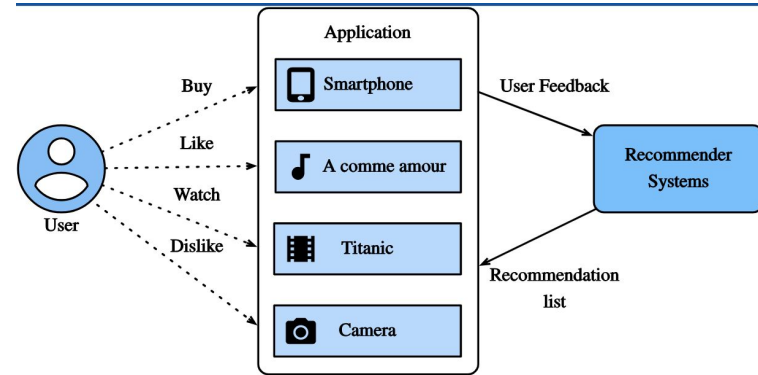 Application
Buy
Smartphone
User Feedback
Like
A comme amour
Recommender
Systems
Watch
User
Dislike
Titanic
Recommendation
list
Camera